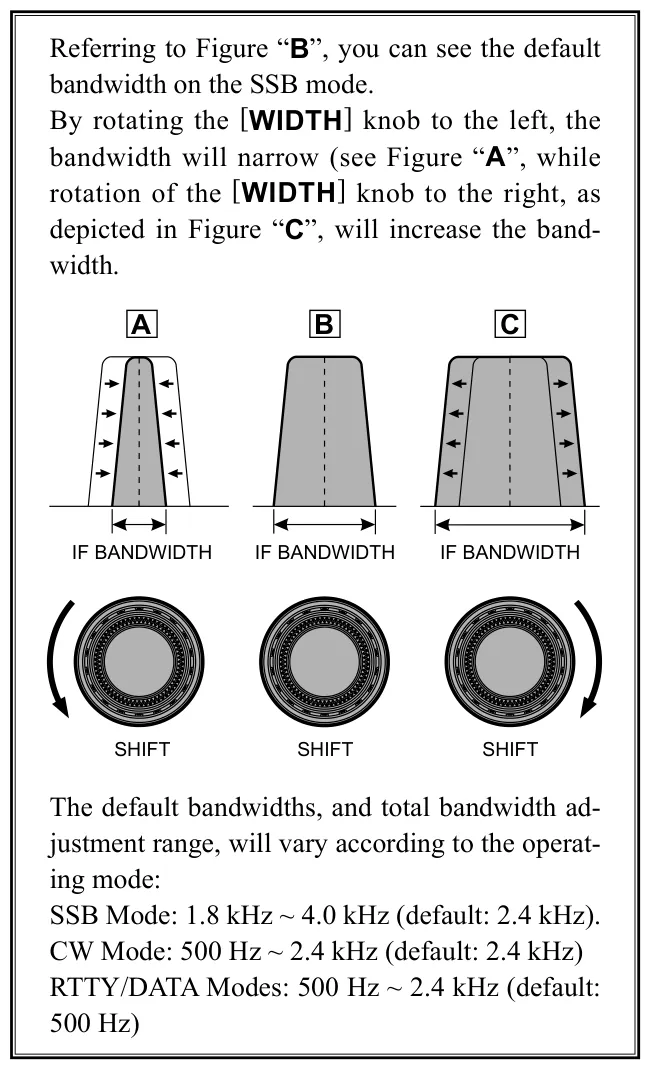 Referring to Figure “B”, you can see the default
bandwidth on the SSB mode.
By rotating the [WIDTH] knob to the left, the
bandwidth will narrow (see Figure “A”, while
rotation of the [WIDTH] knob to the right, as
depicted in Figure “C”, will increase the band-
width.
A B C
IF BANDWIDTH IF BANDWIDTH IF BANDWIDTH
SHIFT SHIFT SHIFT
The default bandwidths, and total bandwidth ad-
justment range, will vary according to the operat-
ing mode:
SSB Mode: 1.8 kHz ~ 4.0 kHz (default: 2.4 kHz).
CW Mode: 500 Hz ~ 2.4 kHz (default: 2.4 kHz)
RTTY/DATA Modes: 500 Hz ~ 2.4 kHz (default:
500 Hz)